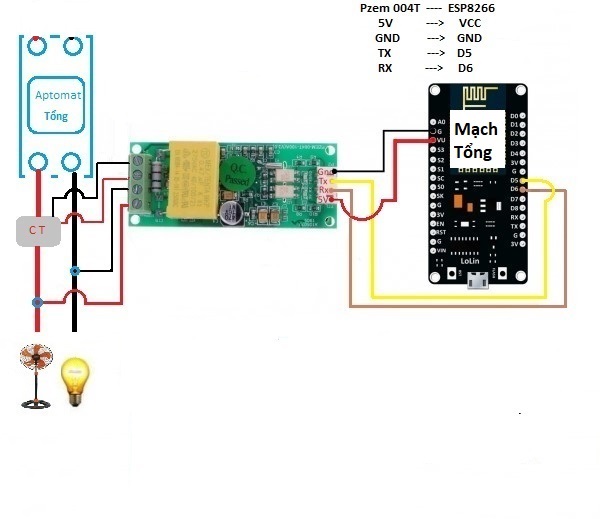 Pzem 004T ---- ESP8266
5V ---> VCC
GND ---> GND
TX ---> D5
RX ---> D6
Aptomat
Tổng
CT
Q.C
Passed
Gnd
Tx
Rx
5V
Mạch
Tổng
A0
G
VU
S3
S2
S1
SC
S0
SK
G
3V
EN
RST
G
VIN
D0
D1
D2
D3
D4
3V
G
D5
D6
D7
D8
RX
TX
G
3V
LoLin